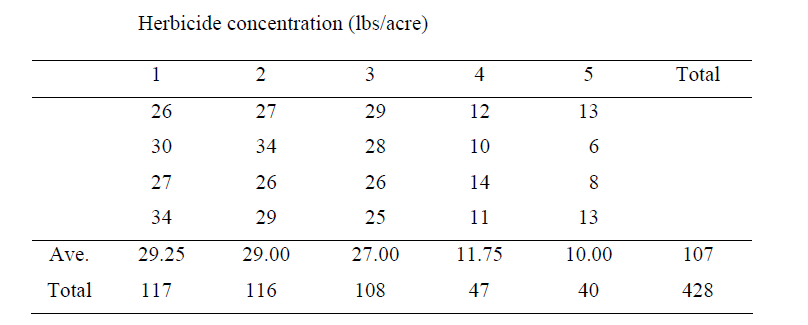 Herbicide concentration (lbs/acre)
1 2 3 4 5 Total
26 27 29 12 13
30 34 28 10 6
27 26 26 14 8
34 29 25 11 13
Ave. 29.25 29.00 27.00 11.75 10.00 107
Total 117 116 108 47 40 428